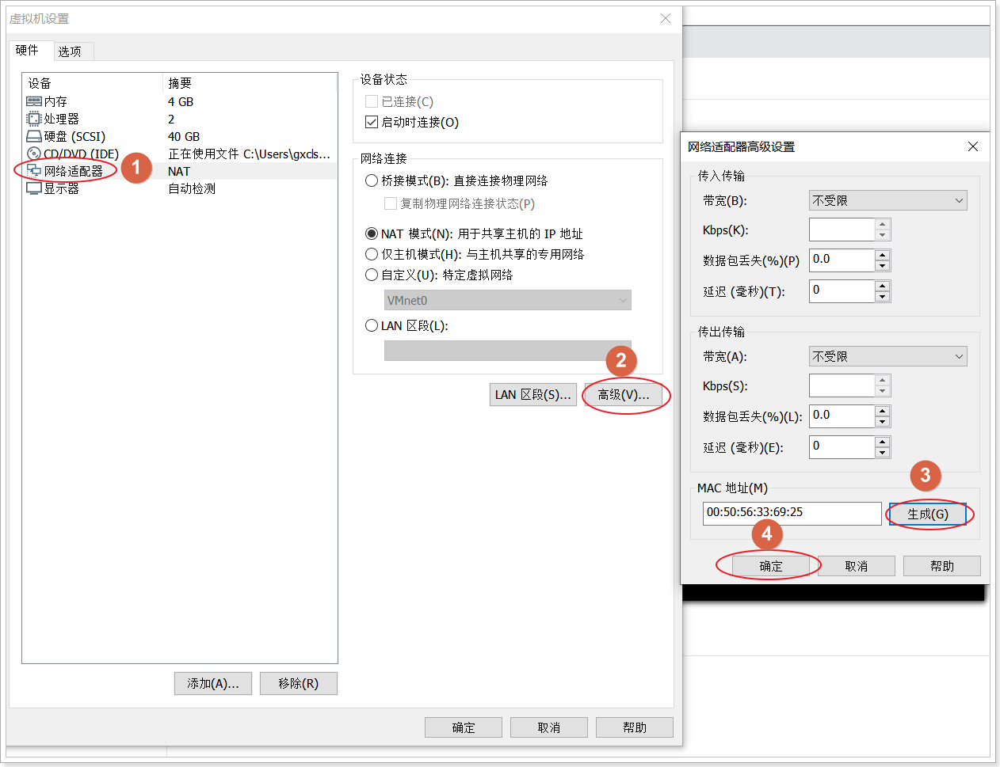 虚拟机设置
硬件
选项
设备 摘要
内存 4 GB
处理器 2
硬盘 (SCSI) 40 GB
CD/DVD (IDE) 正在使用文件 C:\Users\gxcls...
网络适配器 NAT
1
显示器 自动检测
添加(A)...
移除(R)
设备状态
已连接(C)
启动时连接(O)
网络连接
桥接模式(B): 直接连接物理网络
复制物理网络连接状态(P)
NAT 模式(N): 用于共享主机的 IP 地址
仅主机模式(H): 与主机共享的专用网络
自定义(U): 特定虚拟网络
VMnet0
LAN 区段(L):
2
LAN 区段(S)...
高级(V)...
确定
取消
帮助
网络适配器高级设置
传入传输
带宽(B): 不受限
Kbps(K):
数据包丢失(%)(P) 0.0
延迟 (毫秒)(T): 0
传出传输
带宽(A): 不受限
Kbps(S):
数据包丢失(%)(L): 0.0
延迟 (毫秒)(E): 0
3
MAC 地址(M)
00:50:56:33:69:25
生成(G)
4
确定
取消
帮助